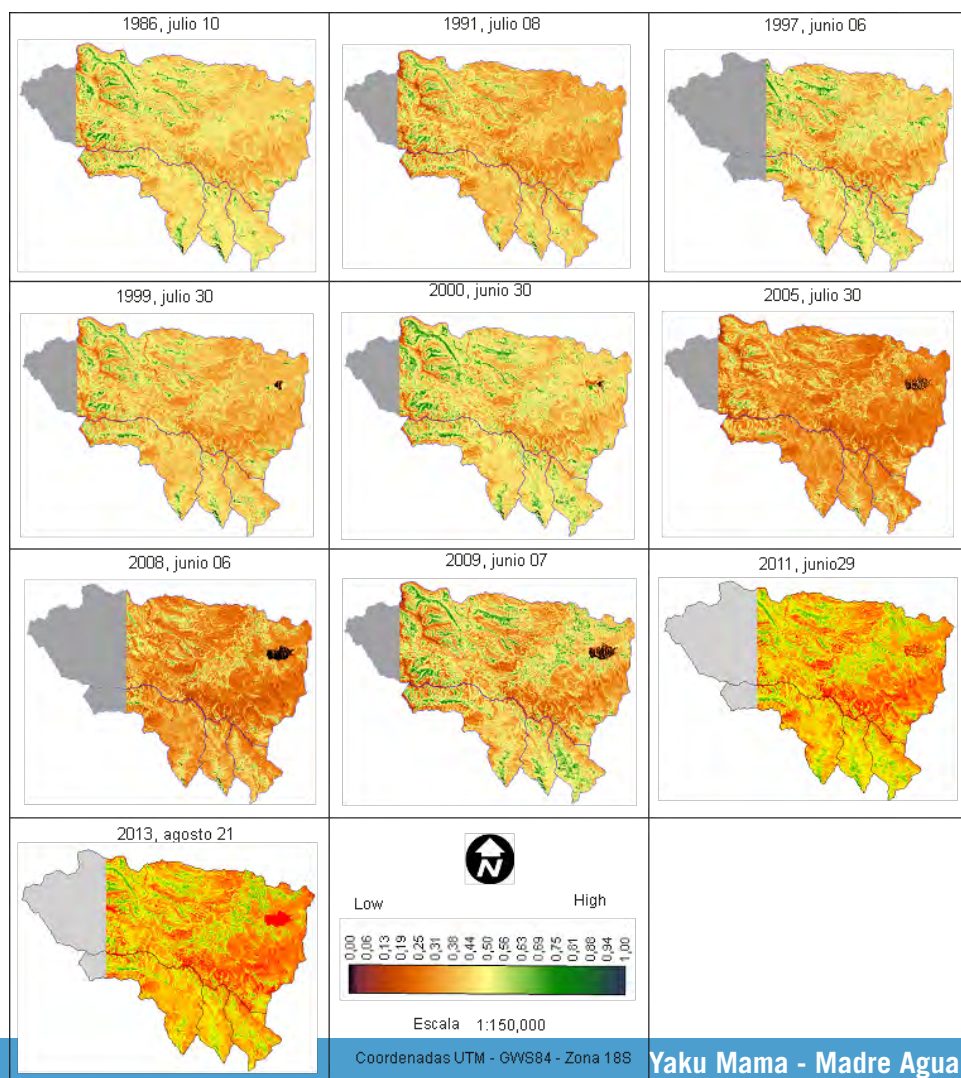 1986, julio 10
1991, julio 08
1997, junio 06
1999, julio 30
2000, junio 30
2005, julio 30
2008, junio 06
2009, junio 07
2011, junio29
2013, agosto 21
N
Low
High
0,00 0,06 0,13 0,19 0,25 0,31 0,38 0,44 0,50 0,56 0,63 0,69 0,75 0,81 0,88 0,94 1,00
Escala 1:150,000
Coordenadas UTM - GWS84 - Zona 18S
Yaku Mama - Madre Agua